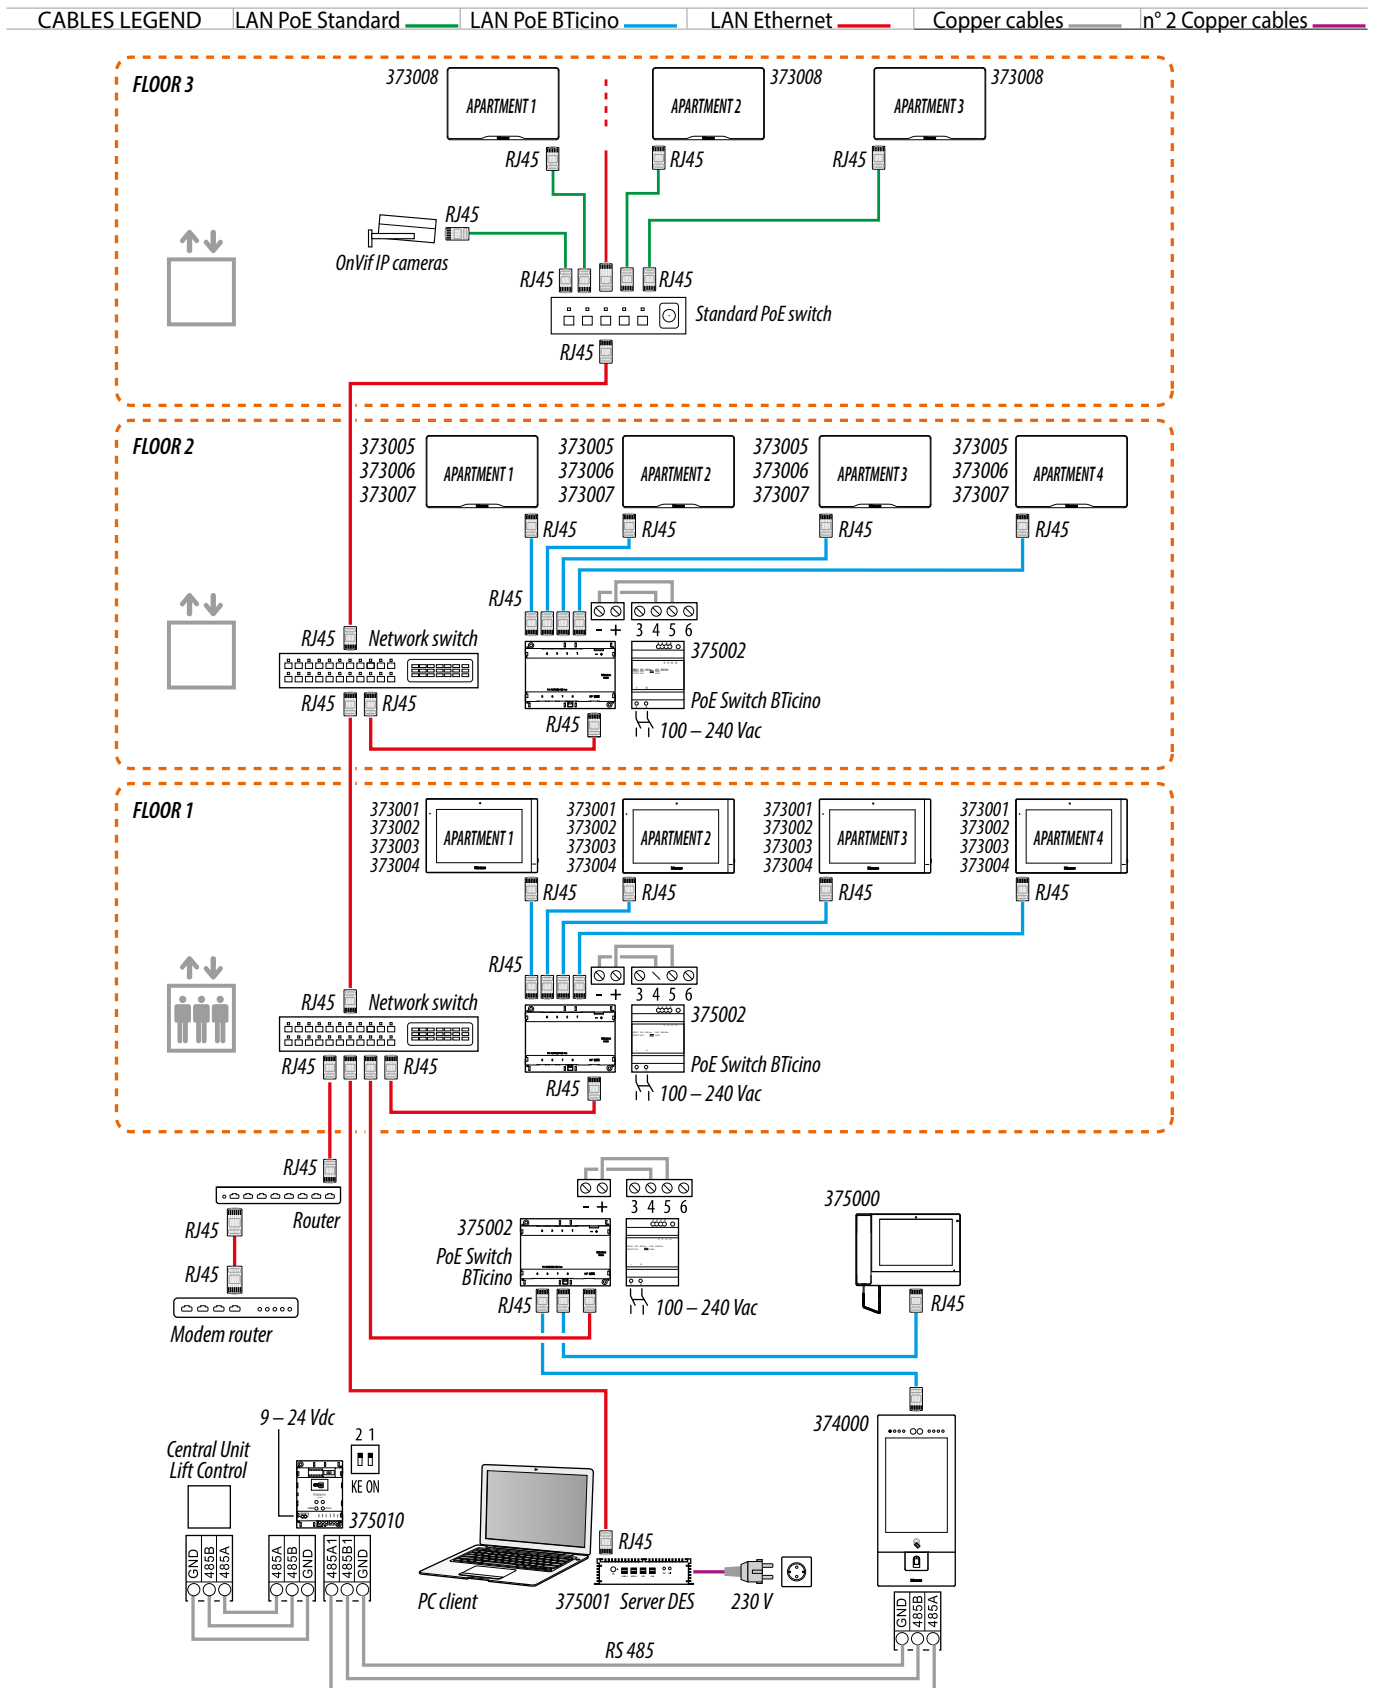 CABLES LEGEND LAN PoE Standard LAN PoE BTicino LAN Ethernet Copper cables n° 2 Copper cables
FLOOR 3
373008 APARTMENT 1
APARTMENT 2 373008
APARTMENT 3 373008
RJ45 RJ45 RJ45
RJ45
OnVif IP cameras
RJ45 RJ45
Standard PoE switch
RJ45
FLOOR 2
373005 373005 373005 373005
373006 APARTMENT 1 373006 APARTMENT 2 373006 APARTMENT 3 373006 APARTMENT 4
373007 373007 373007 373007
RJ45 RJ45 RJ45 RJ45
RJ45
- + 3 4 5 6
RJ45 Network switch
375002
RJ45 RJ45
PoE Switch BTicino
RJ45
100 – 240 Vac
FLOOR 1
373001 373001 373001 373001
373002 373002 373002 373002
APARTMENT 1 APARTMENT 2 APARTMENT 3 APARTMENT 4
373003 373003 373003 373003
373004 373004 373004 373004
RJ45 RJ45 RJ45 RJ45
RJ45
- + 3 4 5 6
RJ45 Network switch
375002
RJ45 RJ45
PoE Switch BTicino
RJ45
100 – 240 Vac
RJ45
Router
RJ45
RJ45
Modem router
- + 3 4 5 6
375002
PoE Switch
BTicino
RJ45
100 – 240 Vac
375000
RJ45
374000
9 – 24 Vdc
Central Unit
Lift Control
2 1
KE ON
375010
GND 485B 485A
485A 485B GND
485A1 485B1 GND
PC client
RJ45
375001 Server DES
230 V
GND 485B 485A
RS 485